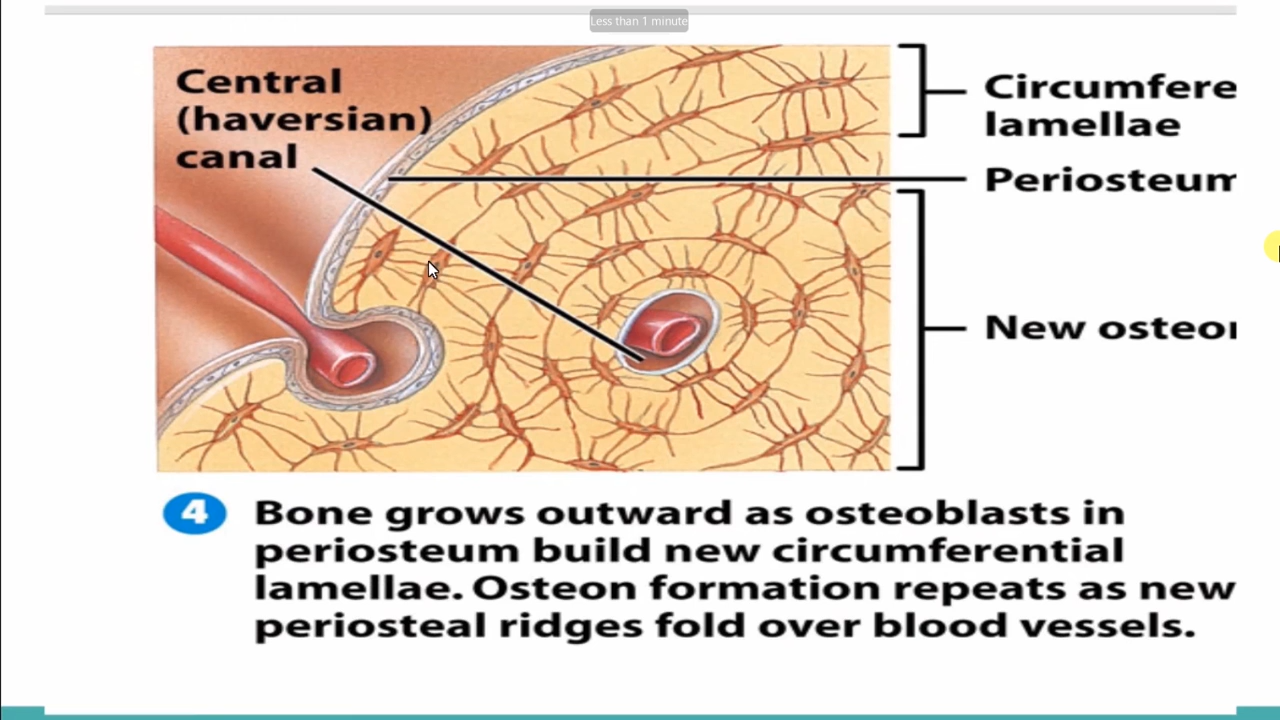 Less than 1 minute
Central
(haversian)
canal
Circumfere
lamellae
Periosteum
New osteo
4
Bone grows outward as osteoblasts in
periosteum build new circumferential
lamellae. Osteon formation repeats as new
periosteal ridges fold over blood vessels.